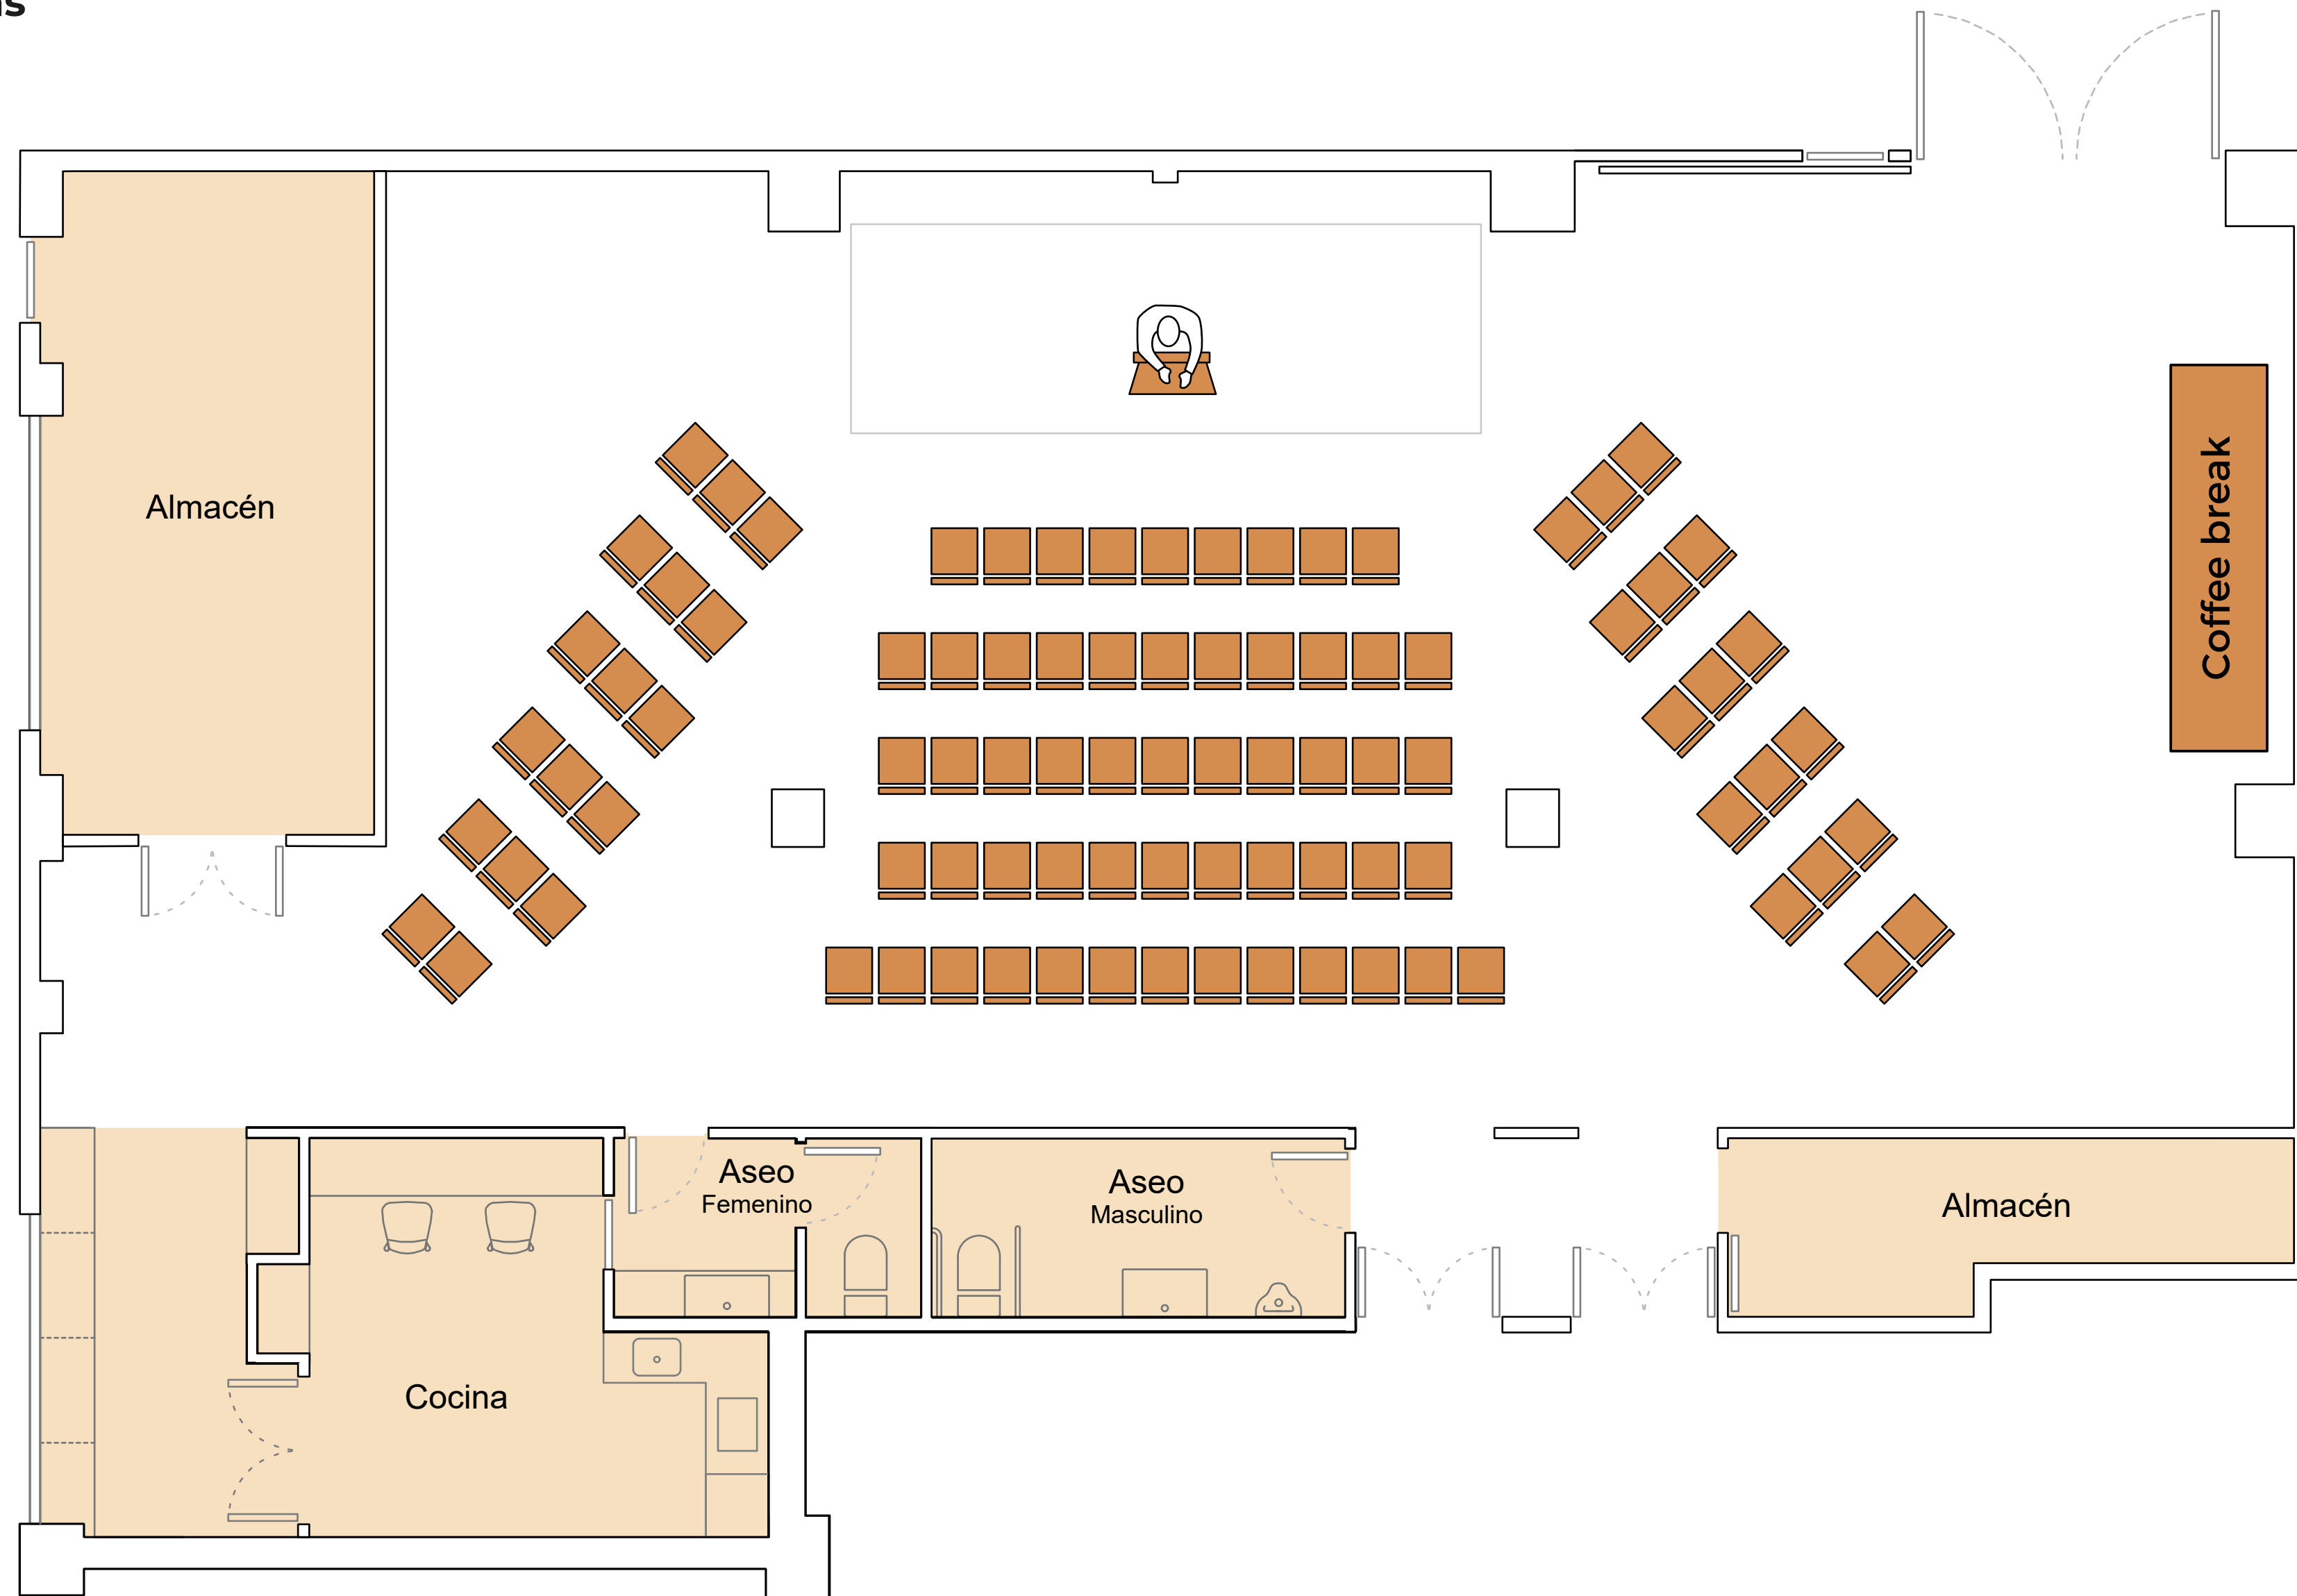 Almacén
Coffee break
Aseo
Femenino
Aseo
Masculino
Almacén
Cocina